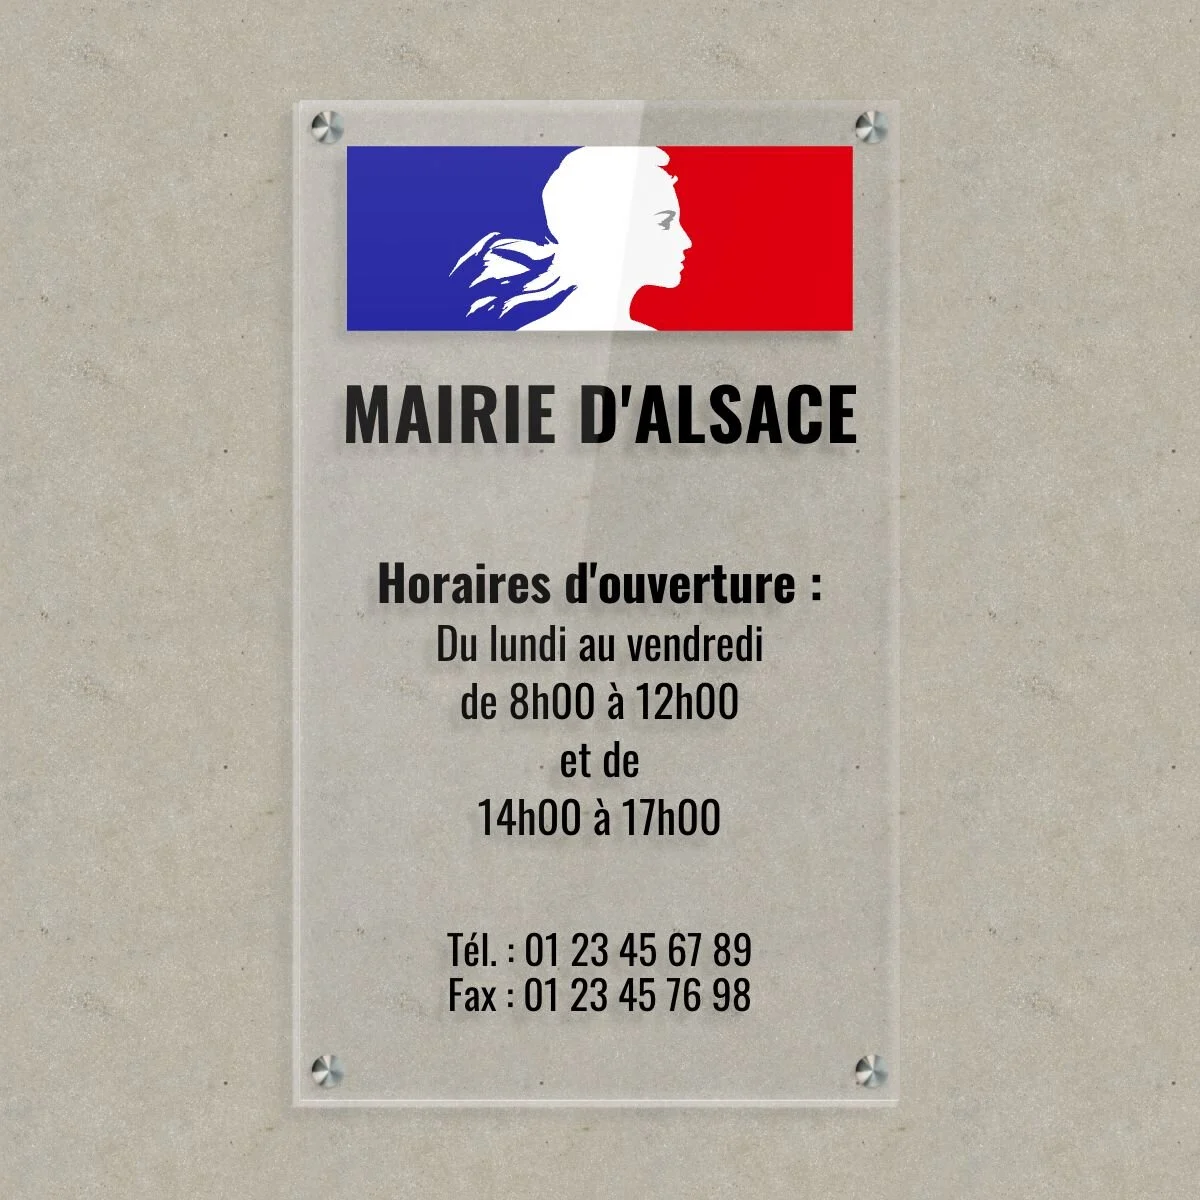 MAIRIE D'ALSACE
Horaires d'ouverture :
Du lundi au vendredi
de 8h00 à 12h00
et de
14h00 à 17h00
Tél. : 01 23 45 67 89
Fax : 01 23 45 76 98